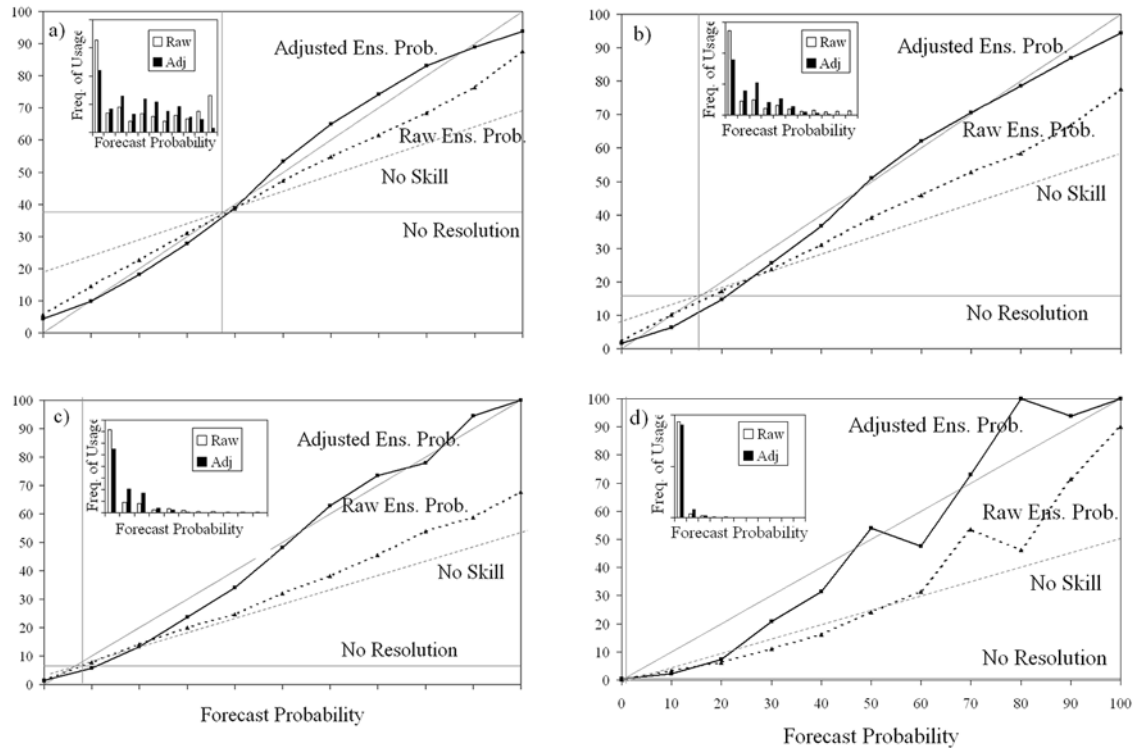 a)
Freq. of Usage
Raw
Adj
Forecast Probability
Adjusted Ens. Prob.
Raw Ens. Prob.
No Skill
No Resolution
100
90
80
70
60
50
40
30
20
10
0
b)
Freq. of Usage
Raw
Adj
Forecast Probability
Adjusted Ens. Prob.
Raw Ens. Prob.
No Skill
No Resolution
100
90
80
70
60
50
40
30
20
10
0
c)
Freq. of Usage
Raw
Adj
Forecast Probability
Adjusted Ens. Prob.
Raw Ens. Prob.
No Skill
No Resolution
100
90
80
70
60
50
40
30
20
10
0
Forecast Probability
d)
Freq. of Usage
Raw
Adj
Forecast Probability
Adjusted Ens. Prob.
Raw Ens. Prob.
No Skill
No Resolution
100
90
80
70
60
50
40
30
20
10
0
0 10 20 30 40 50 60 70 80 90 100
Forecast Probability